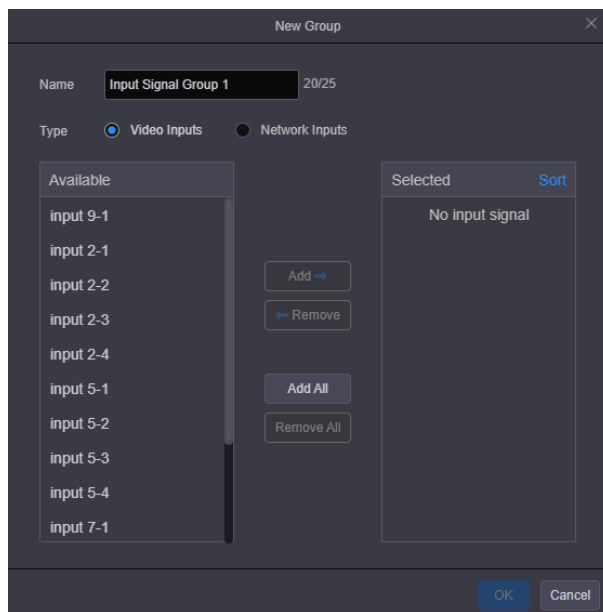 New Group
Name Input Signal Group 1 20/25
Type Video Inputs Network Inputs
Available
input 9-1
input 2-1
input 2-2
input 2-3
input 2-4
input 5-1
input 5-2
input 5-3
input 5-4
input 7-1
Add
Remove
Add All
Remove All
Selected Sort
No input signal
OK Cancel